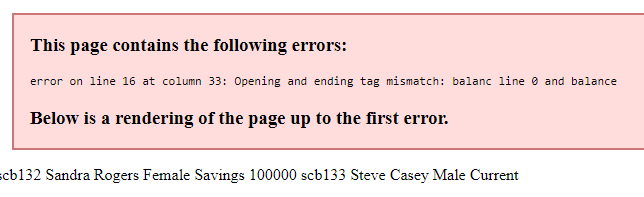 This page contains the following errors:
error on line 16 at column 33: Opening and ending tag mismatch: balanc line 0 and balance
Below is a rendering of the page up to the first error.
scb132 Sandra Rogers Female Savings 100000 scb133 Steve Casey Male Current